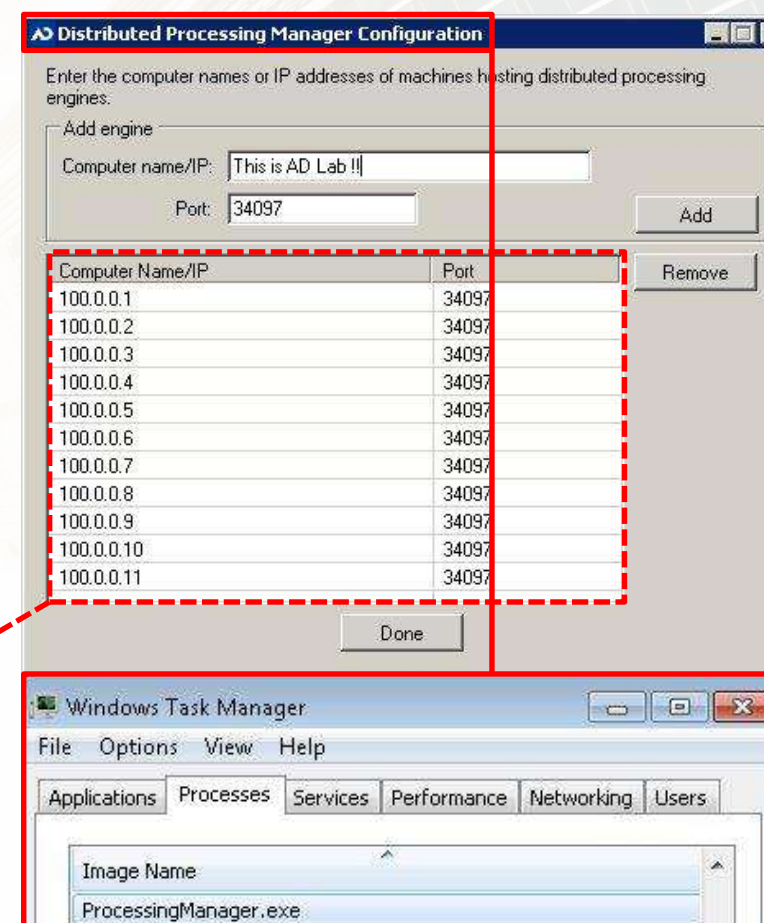 Distributed Processing Manager Configuration
Enter the computer names or IP addresses of machines hosting distributed processing
engines.
Add engine
Computer name/IP: This is AD Lab !!
Port: 34097
Add
Computer Name/IP Port
Remove
100.0.0.1 34097
100.0.0.2 34097
100.0.0.3 34097
100.0.0.4 34097
100.0.0.5 34097
100.0.0.6 34097
100.0.0.7 34097
100.0.0.8 34097
100.0.0.9 34097
100.0.0.10 34097
100.0.0.11 34097
Done
Windows Task Manager
File Options View Help
Applications Processes Services Performance Networking Users
Image Name
ProcessingManager.exe